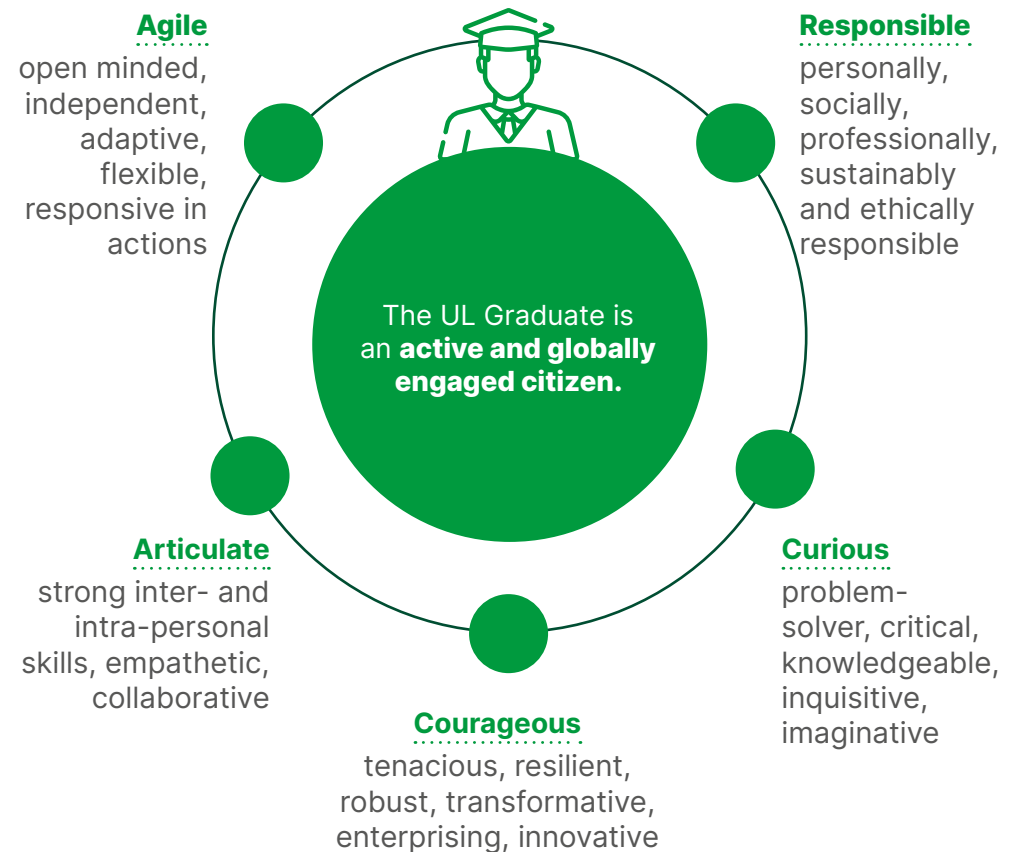 Agile
open minded,
independent,
adaptive,
flexible,
responsive in
actions
Responsible
personally,
socially,
professionally,
sustainably
and ethically
responsible
The UL Graduate is
an active and globally
engaged citizen.
Articulate
strong inter- and
intra-personal
skills, empathetic,
collaborative
Curious
problem-
solver, critical,
knowledgeable,
inquisitive,
imaginative
Courageous
tenacious, resilient,
robust, transformative,
enterprising, innovative